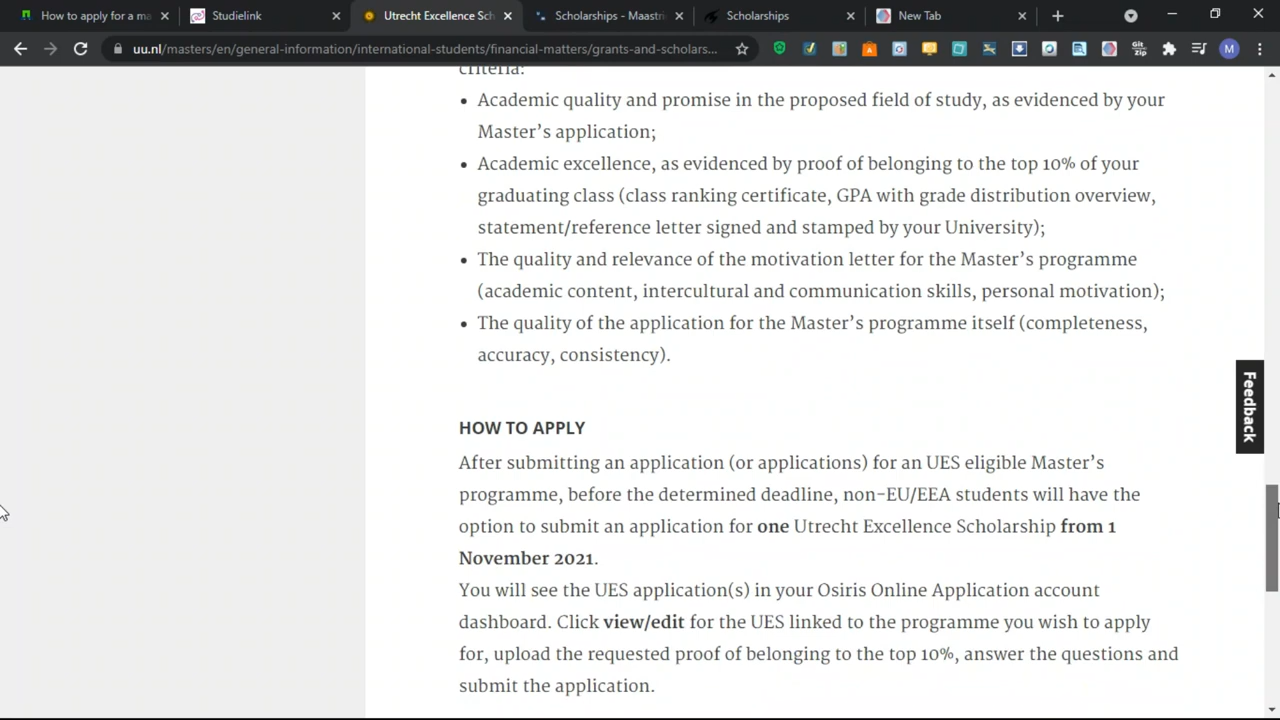 How to apply for a ma
Studielink
Utrecht Excellence Sch
Scholarships - Maastri
Scholarships
New Tab
uu.nl/masters/en/general-information/international-students/financial-matters/grants-and-scholars...
Git
zip
M
criteria:
• Academic quality and promise in the proposed field of study, as evidenced by your
Master's application;
• Academic excellence, as evidenced by proof of belonging to the top 10% of your
graduating class (class ranking certificate, GPA with grade distribution overview,
statement/reference letter signed and stamped by your University);
• The quality and relevance of the motivation letter for the Master's programme
(academic content, intercultural and communication skills, personal motivation);
• The quality of the application for the Master's programme itself (completeness,
accuracy, consistency).
Feedback
HOW TO APPLY
After submitting an application (or applications) for an UES eligible Master's
programme, before the determined deadline, non-EU/EEA students will have the
option to submit an application for one Utrecht Excellence Scholarship from 1
November 2021.
You will see the UES application(s) in your Osiris Online Application account
dashboard. Click view/edit for the UES linked to the programme you wish to apply
for, upload the requested proof of belonging to the top 10%, answer the questions and
submit the application.